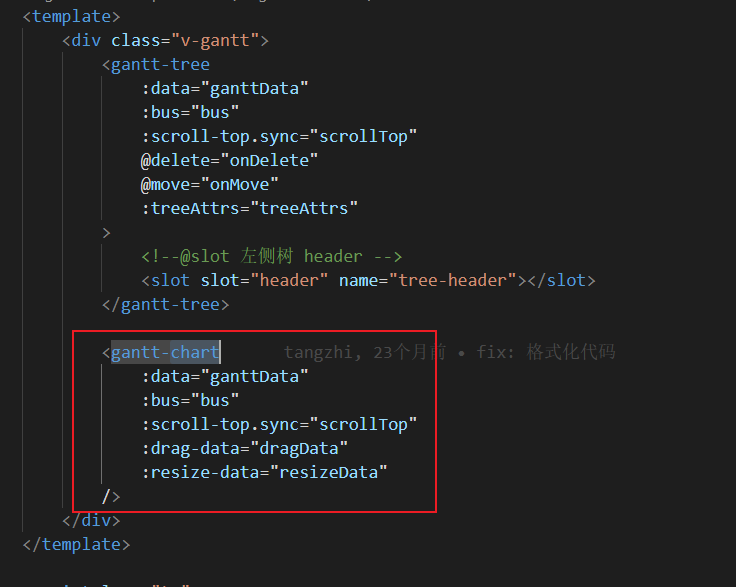 <template>
<div class="v-gantt">
<gantt-tree
:data="ganttData"
:bus="bus"
:scroll-top.sync="scrollTop"
@delete="onDelete"
@move="onMove"
:treeAttrs="treeAttrs"
>
<!--@slot 左侧树 header -->
<slot slot="header" name="tree-header"></slot>
</gantt-tree>
<gantt-chart tangzhi, 23个月前 • fix: 格式化代码
:data="ganttData"
:bus="bus"
:scroll-top.sync="scrollTop"
:drag-data="dragData"
:resize-data="resizeData"
/>
</div>
</template>